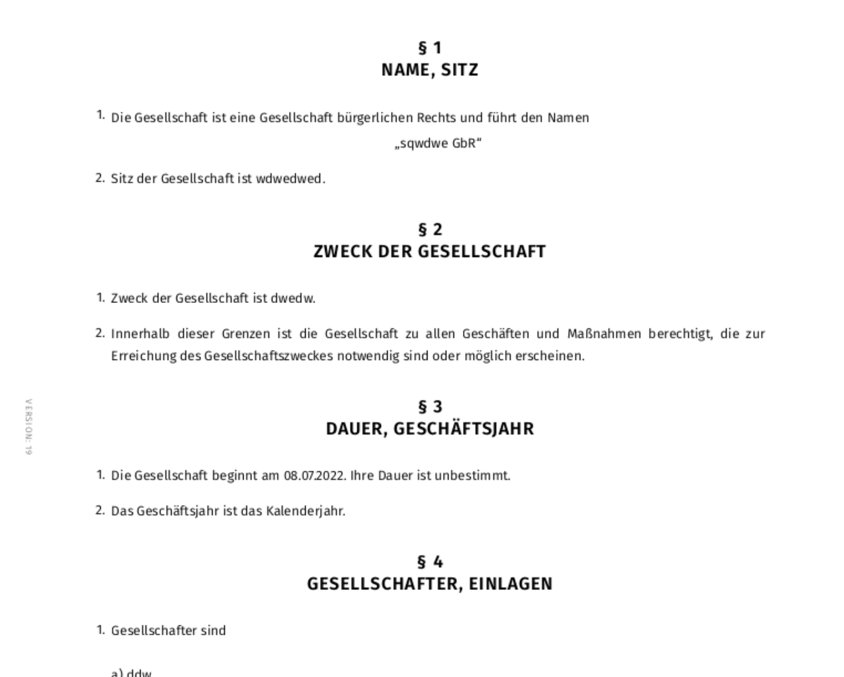 § 1
NAME, SITZ
1. Die Gesellschaft ist eine Gesellschaft bürgerlichen Rechts und führt den Namen
„sqwdwe GbR“
2. Sitz der Gesellschaft ist wdwedwed.
§ 2
ZWECK DER GESELLSCHAFT
1. Zweck der Gesellschaft ist dwedw.
2. Innerhalb dieser Grenzen ist die Gesellschaft zu allen Geschäften und Maßnahmen berechtigt, die zur
Erreichung des Gesellschaftszweckes notwendig sind oder möglich erscheinen.
§ 3
DAUER, GESCHÄFTSJAHR
1. Die Gesellschaft beginnt am 08.07.2022. Ihre Dauer ist unbestimmt.
2. Das Geschäftsjahr ist das Kalenderjahr.
VERSION: 19
§ 4
GESELLSCHAFTER, EINLAGEN
1. Gesellschafter sind
a) ddw